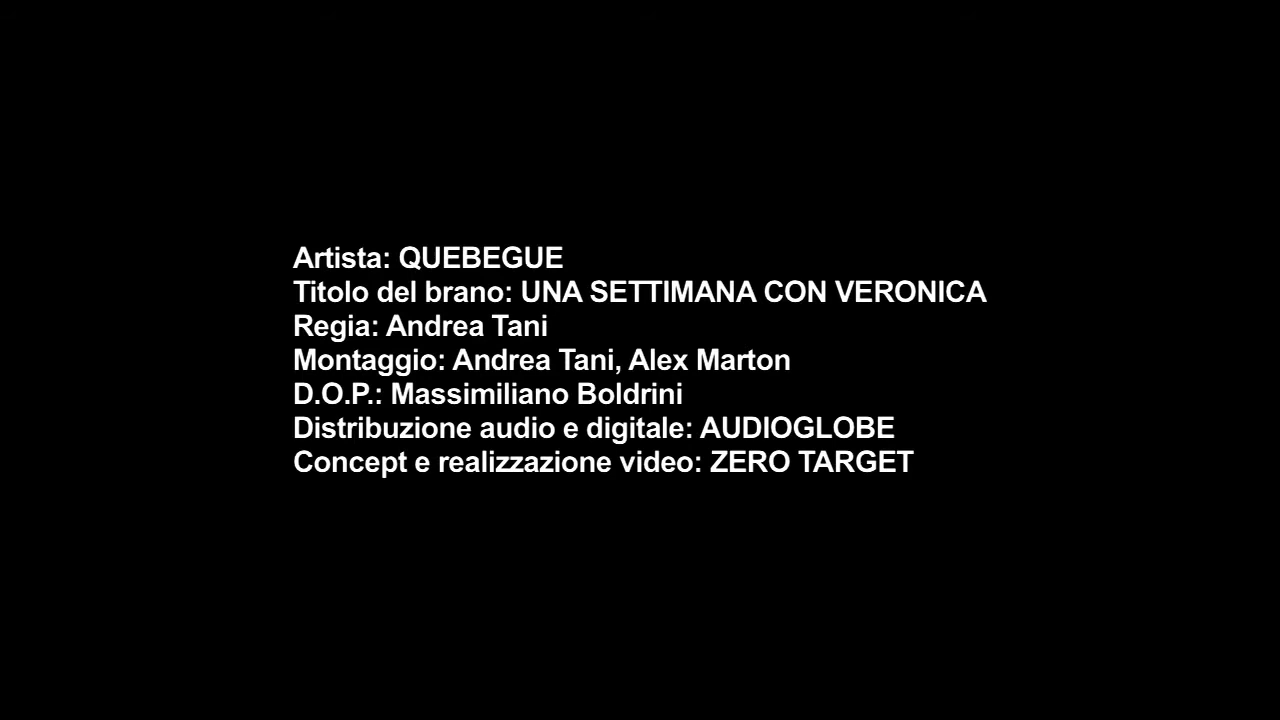 Artista: QUEBEGUE
Titolo del brano: UNA SETTIMANA CON VERONICA
Regia: Andrea Tani
Montaggio: Andrea Tani, Alex Marton
D.O.P.: Massimiliano Boldrini
Distribuzione audio e digitale: AUDIOGLOBE
Concept e realizzazione video: ZERO TARGET